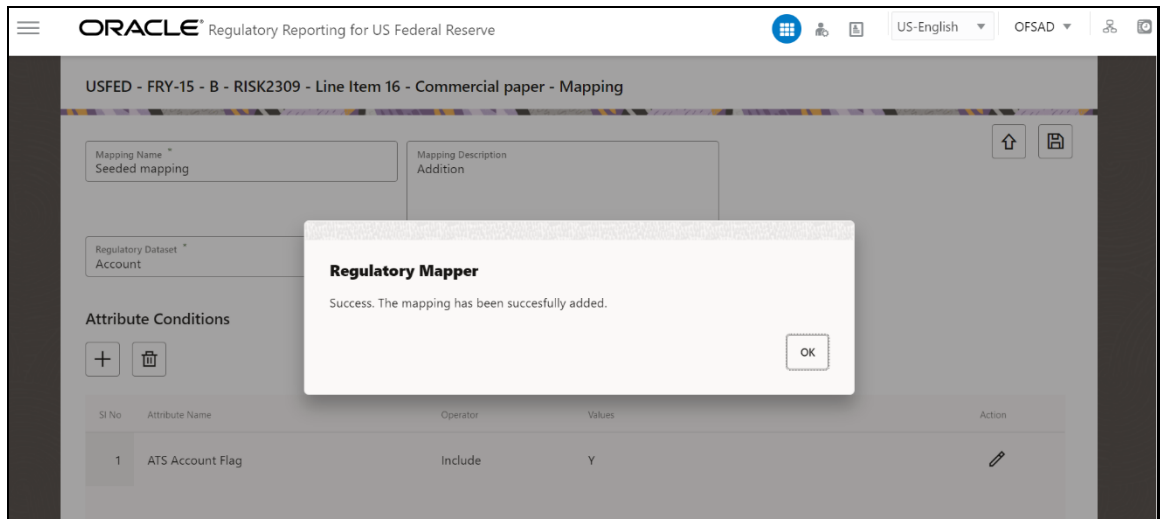 ORACLE® Regulatory Reporting for US Federal Reserve
US-English
OFSAD
USFED - FRY-15 - B - RISK2309 - Line Item 16 - Commercial paper - Mapping
Mapping Name *
Seeded mapping
Mapping Description
Addition
Regulatory Dataset *
Account
Regulatory Mapper
Success. The mapping has been succesfully added.
OK
Attribute Conditions
SI No Attribute Name Operator Values Action
1 ATS Account Flag Include Y